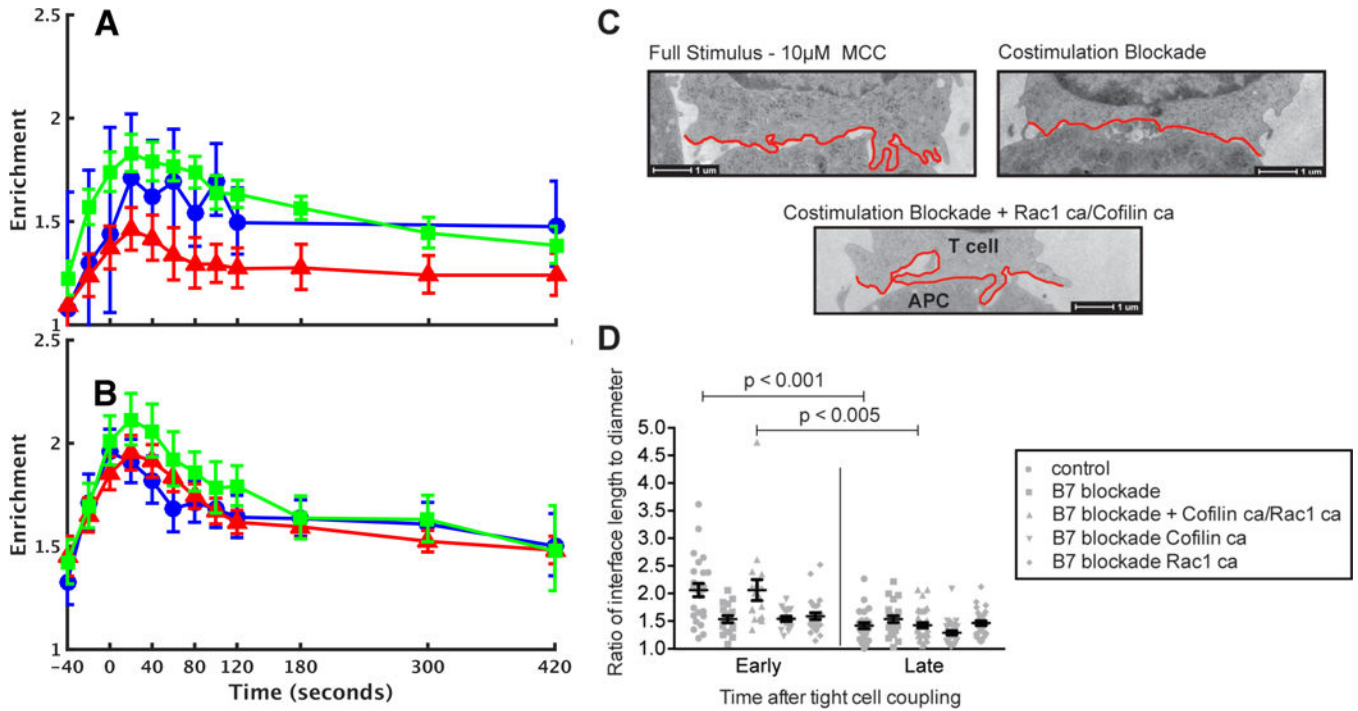 A
2.5
2
1.5
1
Enrichment
B
2.5
2
1.5
1
Enrichment
−40 0 40 80 120 180 300 420
Time (seconds)
C
Full Stimulus - 10µM MCC
1 um
Costimulation Blockade
1 um
Costimulation Blockade + Rac1 ca/Cofilin ca
T cell
APC
1 um
D
p < 0.001
p < 0.005
Ratio of interface length to diameter
5.0
4.5
4.0
3.5
3.0
2.5
2.0
1.5
1.0
Early Late
Time after tight cell coupling
control
B7 blockade
B7 blockade + Cofilin ca/Rac1 ca
B7 blockade Cofilin ca
B7 blockade Rac1 ca